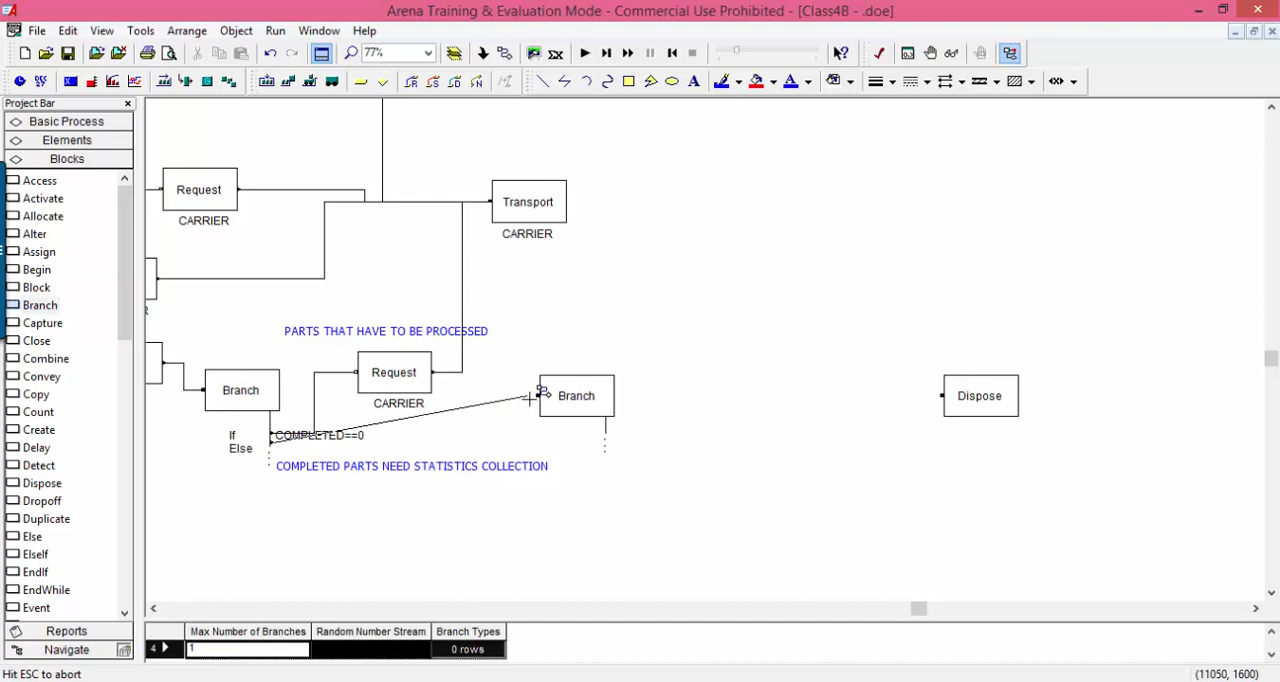 Arena Training & Evaluation Mode - Commercial Use Prohibited - [Class4B - .doe]
File Edit View Tools Arrange Object Run Window Help
77%
Project Bar
Basic Process
Elements
Blocks
Access
Activate
Allocate
Alter
Assign
Begin
Block
Branch
Capture
Close
Combine
Convey
Copy
Count
Create
Delay
Detect
Dispose
Dropoff
Duplicate
Else
ElseIf
EndIf
EndWhile
Event
Reports
Navigate
Request
CARRIER
Transport
CARRIER
PARTS THAT HAVE TO BE PROCESSED
Request
CARRIER
Branch
Branch
Dispose
If COMPLETED==0
Else
COMPLETED PARTS NEED STATISTICS COLLECTION
Max Number of Branches Random Number Stream Branch Types
4 1 0 rows
Hit ESC to abort (11050, 1600)